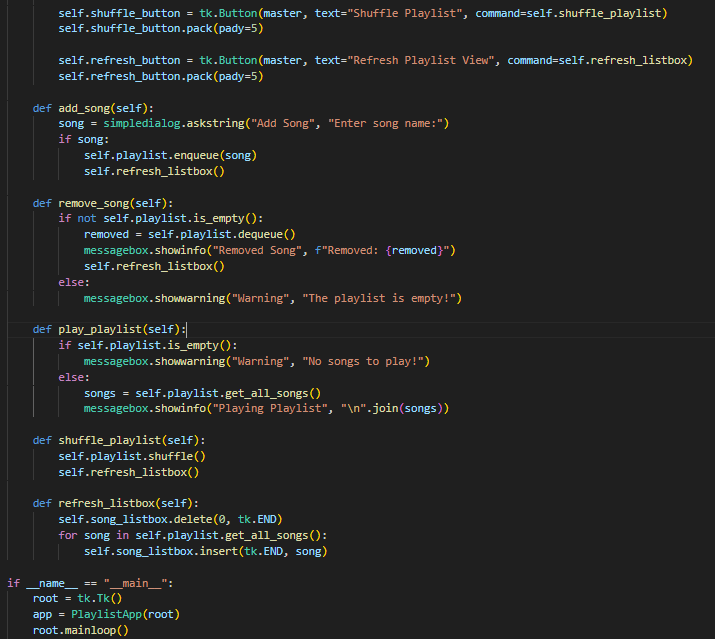 self.shuffle_button = tk.Button(master, text="Shuffle Playlist", command=self.shuffle_playlist)
self.shuffle_button.pack(pady=5)
self.refresh_button = tk.Button(master, text="Refresh Playlist View", command=self.refresh_listbox)
self.refresh_button.pack(pady=5)
def add_song(self):
song = simpledialog.askstring("Add Song", "Enter song name:")
if song:
self.playlist.enqueue(song)
self.refresh_listbox()
def remove_song(self):
if not self.playlist.is_empty():
removed = self.playlist.dequeue()
messagebox.showinfo("Removed Song", f"Removed: {removed}")
self.refresh_listbox()
else:
messagebox.showwarning("Warning", "The playlist is empty!")
def play_playlist(self):
if self.playlist.is_empty():
messagebox.showwarning("Warning", "No songs to play!")
else:
songs = self.playlist.get_all_songs()
messagebox.showinfo("Playing Playlist", "\n".join(songs))
def shuffle_playlist(self):
self.playlist.shuffle()
self.refresh_listbox()
def refresh_listbox(self):
self.song_listbox.delete(0, tk.END)
for song in self.playlist.get_all_songs():
self.song_listbox.insert(tk.END, song)
if __name__ == "__main__":
root = tk.Tk()
app = PlaylistApp(root)
root.mainloop()